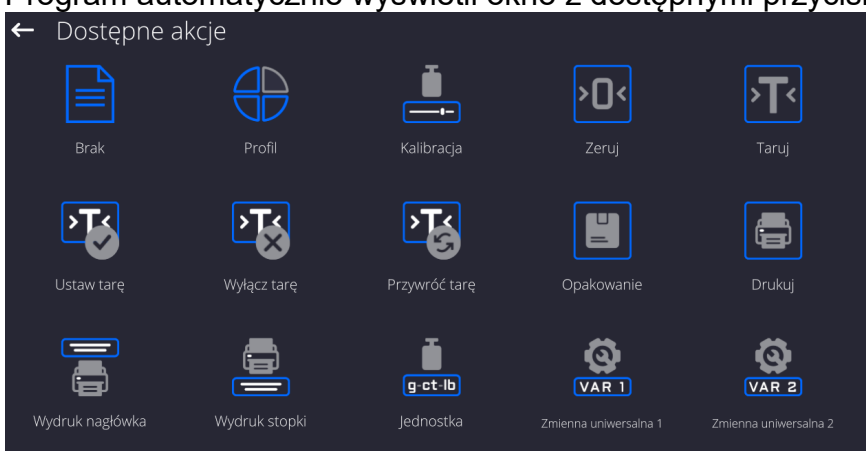 Program automatycznie wyświetli okno z dostępnymi przycis
Dostępne akcje
>0< >T<
Brak Profil Kalibracja Zeruj Taruj
>T< >T< >T<
Ustaw tarę Wyłącz tarę Przywróć tarę Opakowanie Drukuj
g-ct-lb VAR 1 VAR 2
Wydruk nagłówka Wydruk stopki Jednostka Zmienna uniwersalna 1 Zmienna uniwersalna 2